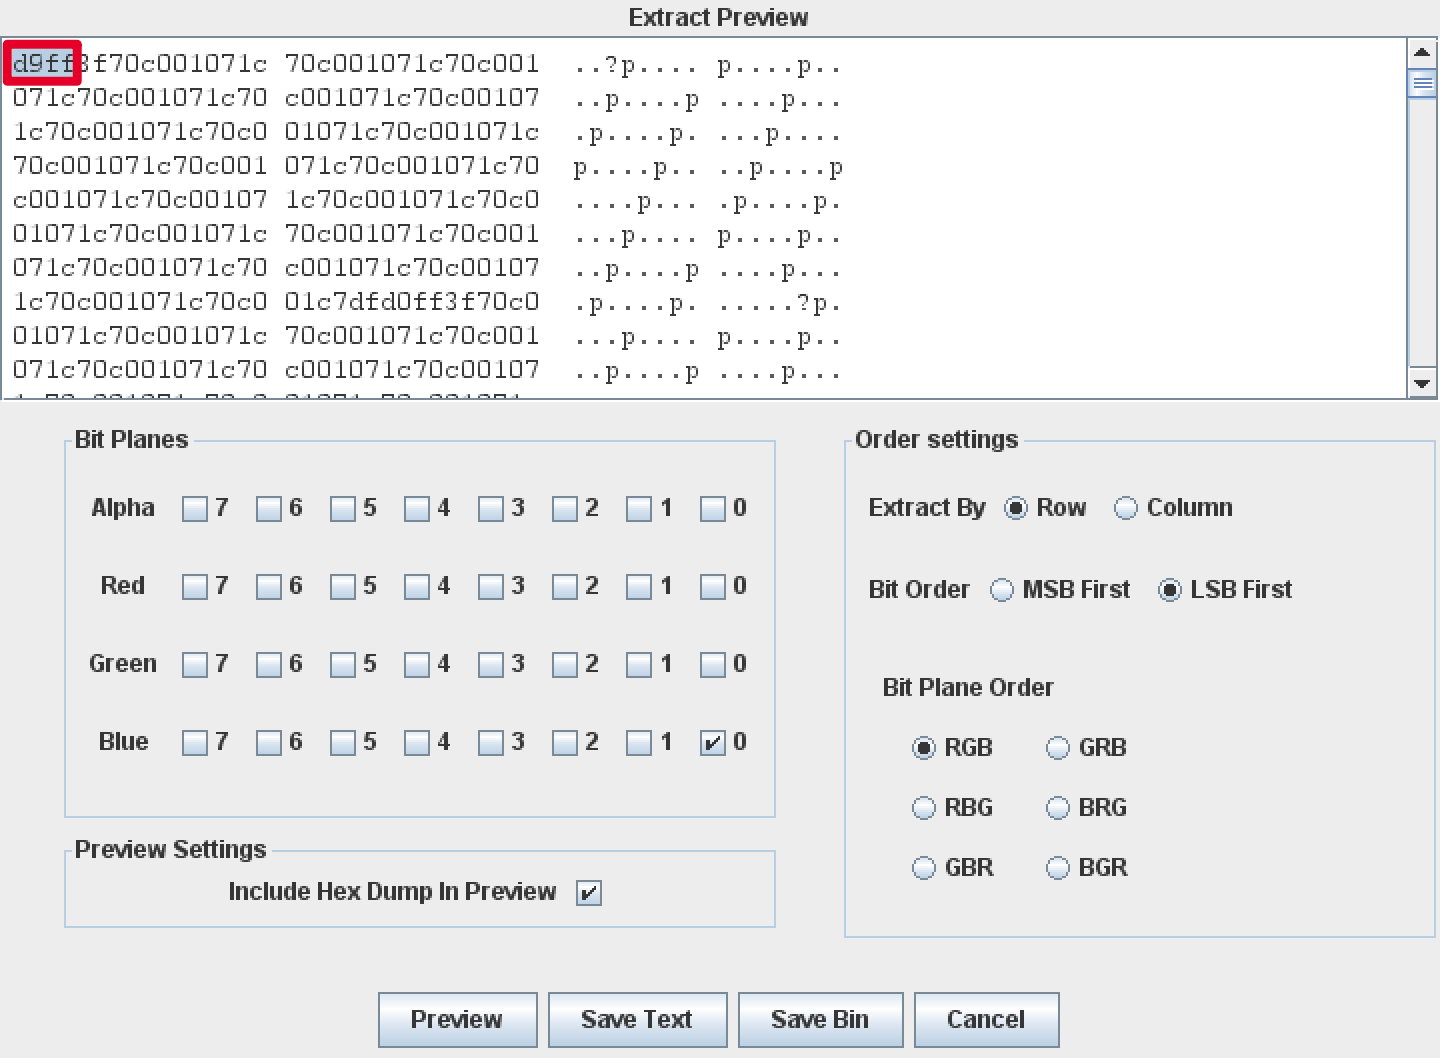 Extract Preview
d9ff3f70c001071c 70c001071c70c001 ..?p.... p....p..
071c70c001071c70 c001071c70c00107 ..p....p ....p...
1c70c001071c70c0 01071c70c001071c .p....p. ...p....
70c001071c70c001 071c70c001071c70 p....p.. ..p....p
c001071c70c00107 1c70c001071c70c0 ....p... .p....p.
01071c70c001071c 70c001071c70c001 ...p.... p....p..
071c70c001071c70 c001071c70c00107 ..p....p ....p...
1c70c001071c70c0 01c7dfd0ff3f70c0 .p....p. .....?p.
01071c70c001071c 70c001071c70c001 ...p.... p....p..
071c70c001071c70 c001071c70c00107 ..p....p ....p...
Bit Planes
Alpha 7 6 5 4 3 2 1 0
Red 7 6 5 4 3 2 1 0
Green 7 6 5 4 3 2 1 0
Blue 7 6 5 4 3 2 1 0
Preview Settings
Include Hex Dump In Preview
Order settings
Extract By Row Column
Bit Order MSB First LSB First
Bit Plane Order
RGB GRB
RBG BRG
GBR BGR
Preview Save Text Save Bin Cancel